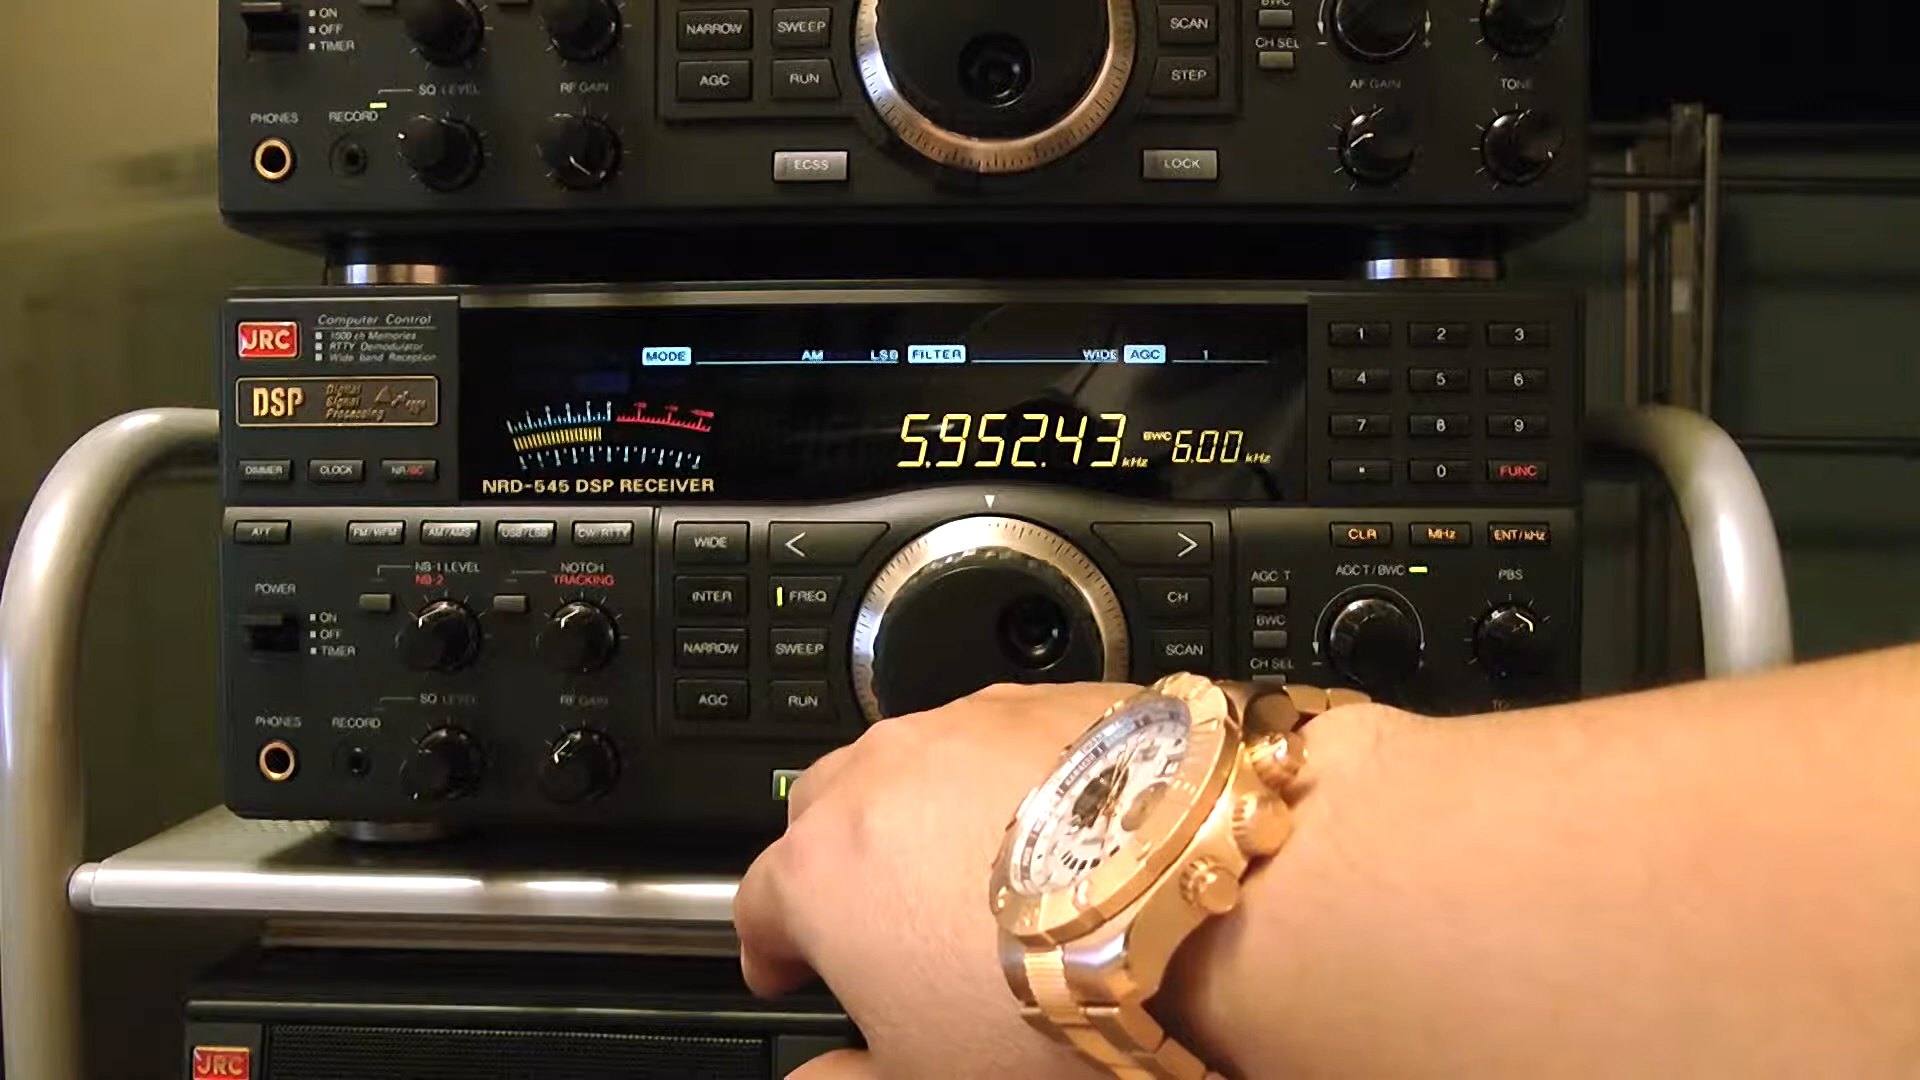 ON
OFF
TIMER
NARROW
SWEEP
SCAN
BWC
CH SEL
AGC
RUN
STEP
SQ LEVEL
RF GAIN
AF GAIN
TONE
PHONES
RECORD
ECSS
LOCK
JRC
Computer Control
1000 ch Memories
RTTY Demodulator
Wide band Reception
DSP
Digital
Signal
Processing
MODE AM LSB FILTER WIDE AGC 1
5.952.43 kHz BWC 6.00 kHz
NRD-545 DSP RECEIVER
1 2 3
4 5 6
7 8 9
• 0 FUNC
DIMMER CLOCK NR/BC
FM/WFM AM/AMS USB/LSB CW/RTTY
WIDE < >
CLR MHz ENT/kHz
NB-1 LEVEL
NB-2
NOTCH
TRACKING
AGC T
AGC T / BWC
PBS
POWER
INTER FREQ CH
ON
OFF
TIMER
BWC
NARROW SWEEP SCAN
CH SEL
SQ LEVEL
RF GAIN
AGC RUN
PHONES
RECORD
JRC